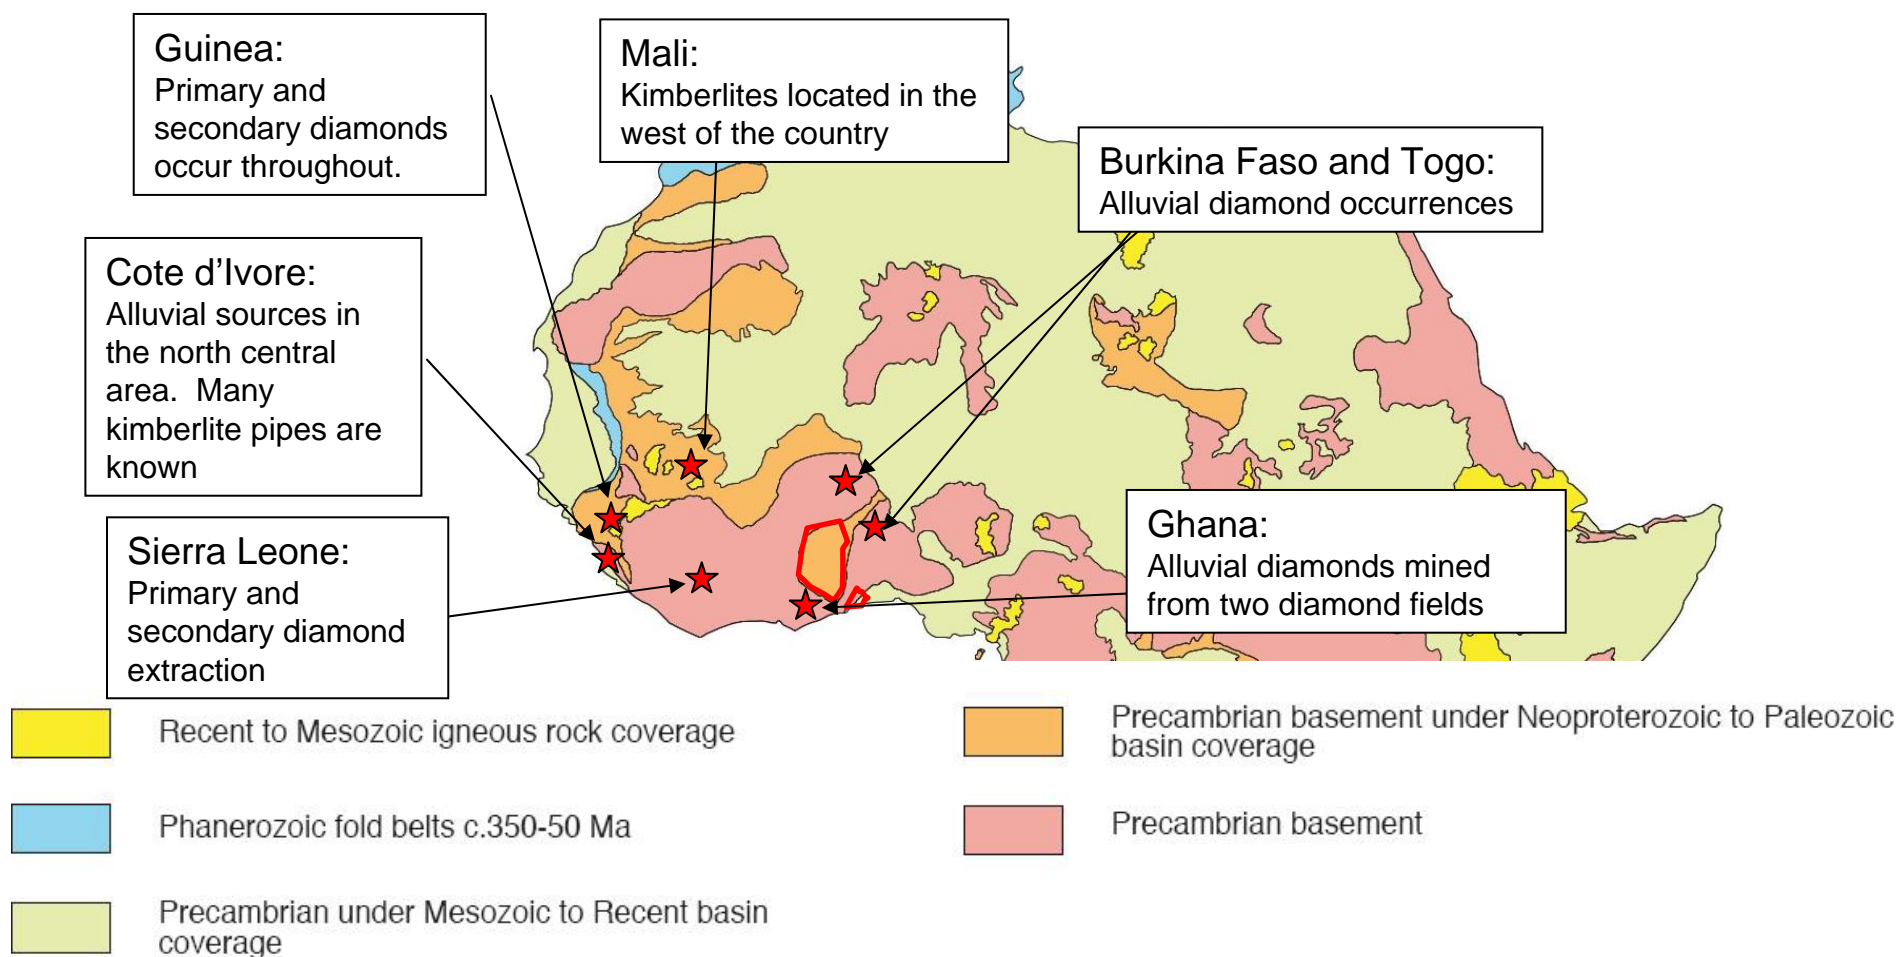 Guinea:
Primary and
secondary diamonds
occur throughout.
Mali:
Kimberlites located in the
west of the country
Burkina Faso and Togo:
Alluvial diamond occurrences
Cote d'Ivore:
Alluvial sources in
the north central
area.  Many
kimberlite pipes are
known
Sierra Leone:
Primary and
secondary diamond
extraction
Ghana:
Alluvial diamonds mined
from two diamond fields
Recent to Mesozoic igneous rock coverage
Phanerozoic fold belts c.350-50 Ma
Precambrian under Mesozoic to Recent basin
coverage
Precambrian basement under Neoproterozoic to Paleozoic
basin coverage
Precambrian basement